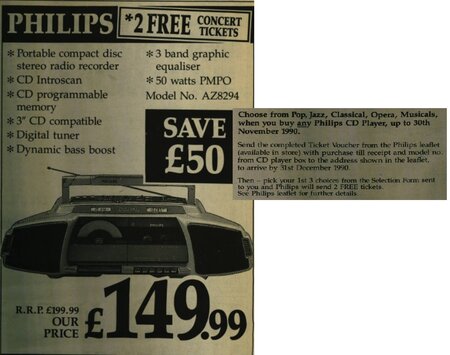 PHILIPS
*2 FREE CONCERT TICKETS
* Portable compact disc
stereo radio recorder
* CD Introscan
* CD programmable
memory
* 3" CD compatible
* Digital tuner
* Dynamic bass boost
* 3 band graphic
equaliser
* 50 watts PMPO
Model No. AZ8294
SAVE
£50
R.R.P. £199.99
OUR
PRICE
£149.99
Choose from Pop, Jazz, Classical, Opera, Musicals,
when you buy any Philips CD Player, up to 30th
November 1990.
Send the completed Ticket Voucher from the Philips leaflet
(available in store) with purchase till receipt and model no.
from CD player box to the address shown in the leaflet,
to arrive by 31st December 1990.
Then – pick your 1st 3 choices from the Selection Form sent
to you and Philips will send 2 FREE tickets.
See Philips leaflet for further details.